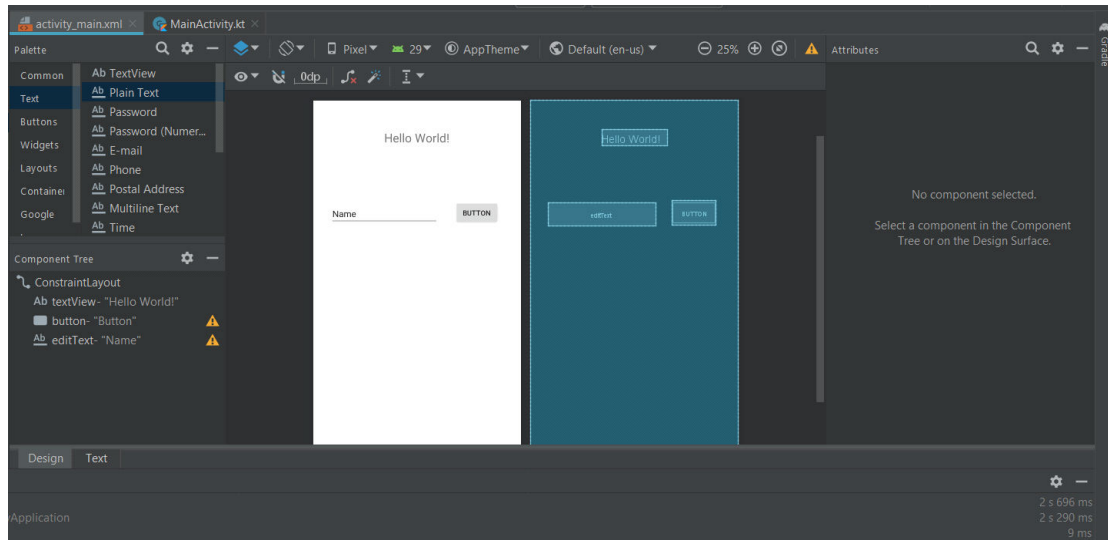 activity_main.xml MainActivity.kt
Palette
Common
Text
Buttons
Widgets
Layouts
Container
Google
Ab TextView
Ab Plain Text
Ab Password
Ab Password (Numer...
Ab E-mail
Ab Phone
Ab Postal Address
Ab Multiline Text
Ab Time
Component Tree
ConstraintLayout
Ab textView- "Hello World!"
button- "Button"
Ab editText- "Name"
Pixel 29 AppTheme Default (en-us) 25%
0dp
Hello World!
Name BUTTON
Hello World!
editText BUTTON
Attributes
No component selected.
Select a component in the Component
Tree or on the Design Surface.
Gradle
Design Text
Application
2 s 696 ms
2 s 290 ms
9 ms